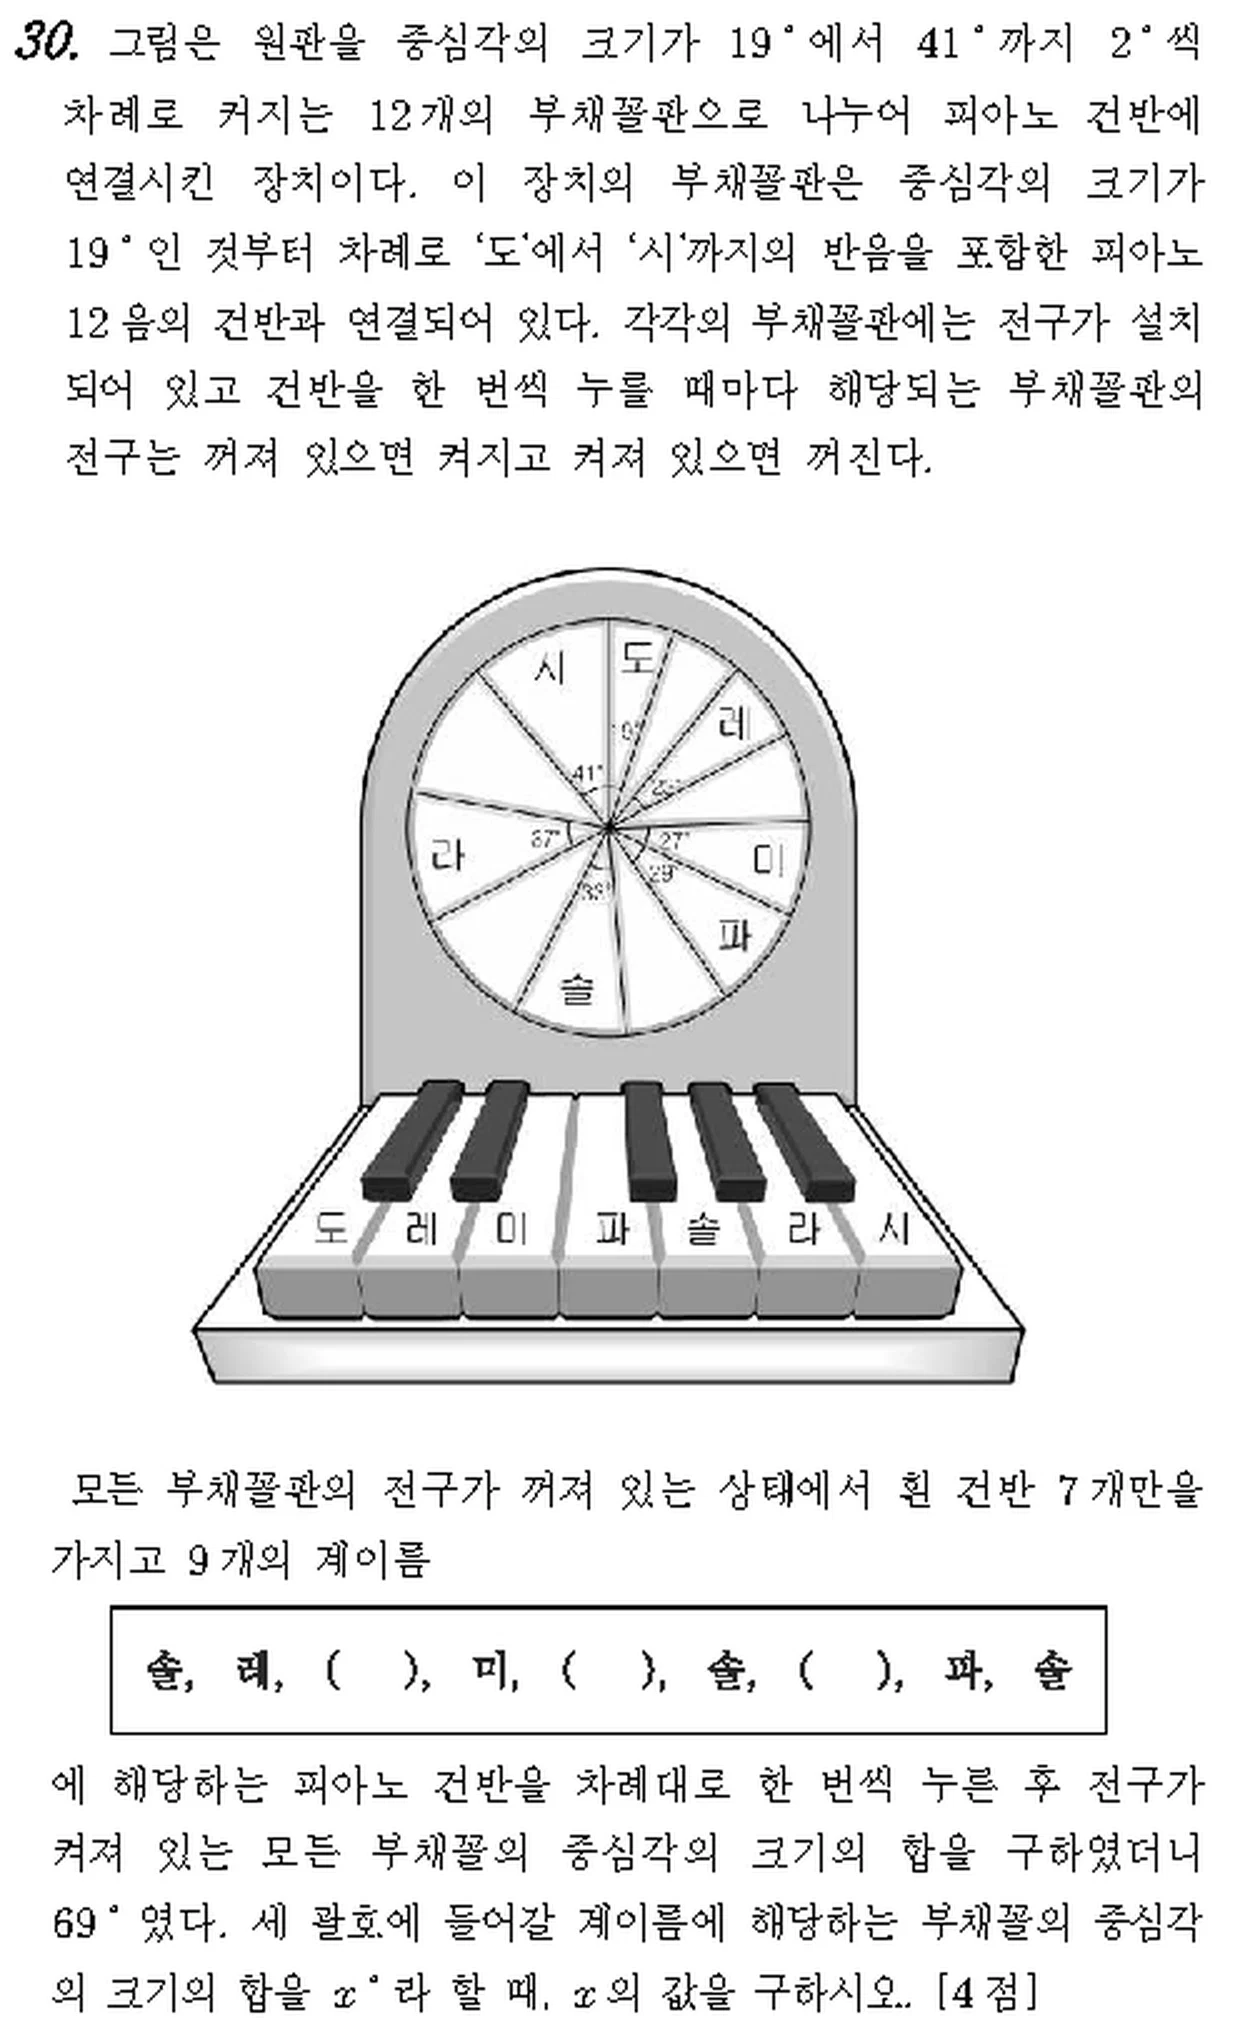 30. 그림은 원판을 중심각의 크기가 19°에서 41°까지 2°씩
차례로 커지는 12개의 부채꼴판으로 나누어 피아노 건반에
연결시킨 장치이다. 이 장치의 부채꼴판은 중심각의 크기가
19°인 것부터 차례로 ‘도’에서 ‘시’까지의 반음을 포함한 피아노
12음의 건반과 연결되어 있다. 각각의 부채꼴판에는 전구가 설치
되어 있고 건반을 한 번씩 누를 때마다 해당되는 부채꼴판의
전구는 꺼져 있으면 켜지고 켜져 있으면 꺼진다.
시 도
레
19°
41° 23°
라 37° 27° 미
33° 29°
파
솔
도 레 미 파 솔 라 시
모든 부채꼴판의 전구가 꺼져 있는 상태에서 흰 건반 7개만을
가지고 9개의 계이름
솔, 레, ( ), 미, ( ), 솔, ( ), 파, 솔
에 해당하는 피아노 건반을 차례대로 한 번씩 누른 후 전구가
켜져 있는 모든 부채꼴의 중심각의 크기의 합을 구하였더니
69°였다. 세 괄호에 들어갈 계이름에 해당하는 부채꼴의 중심각
의 크기의 합을 x°라 할 때, x의 값을 구하시오. [4점]